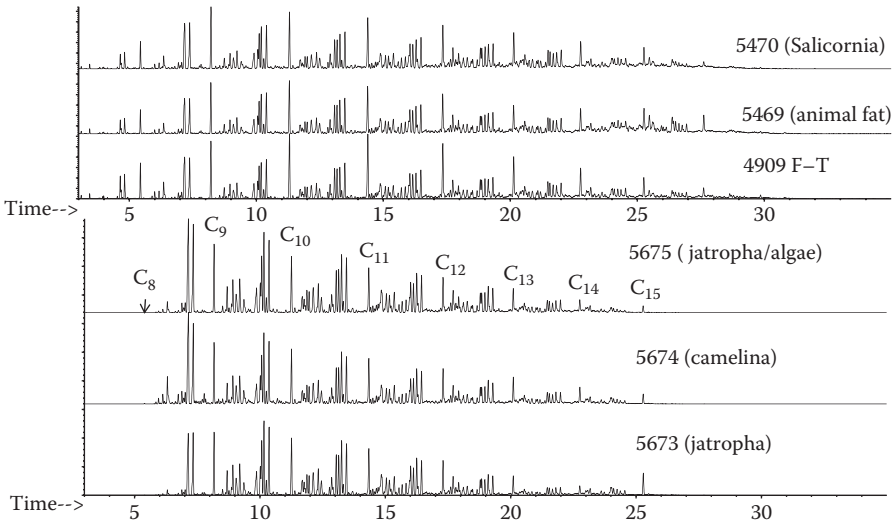 5470 (Salicornia)
5469 (animal fat)
4909 F–T
Time--> 5 10 15 20 25 30
C₈ C₉ C₁₀ C₁₁ C₁₂ C₁₃ C₁₄ C₁₅
5675 ( jatropha/algae)
5674 (camelina)
5673 (jatropha)
Time--> 5 10 15 20 25 30